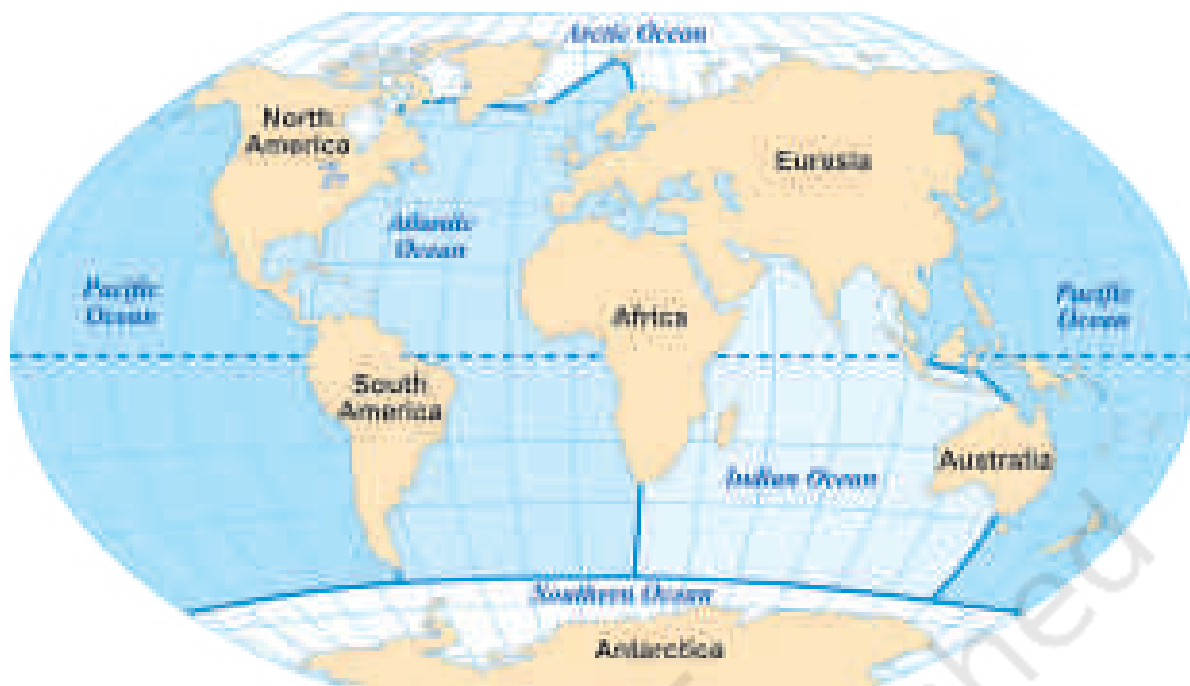 Arctic Ocean
North
America
Eurasia
Atlantic
Ocean
Pacific
Ocean
Pacific
Ocean
Africa
South
America
Australia
Indian Ocean
Southern Ocean
Antarctica
shed